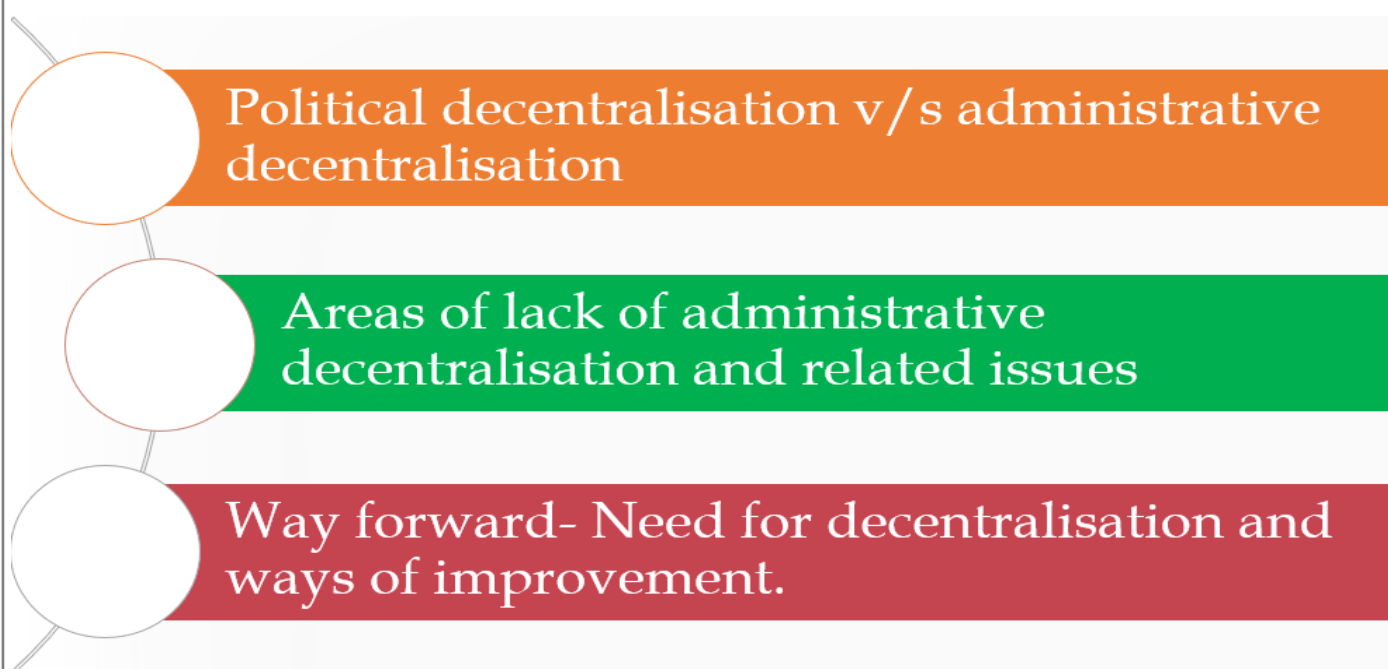 Political decentralisation v/s administrative
decentralisation
Areas of lack of administrative
decentralisation and related issues
Way forward- Need for decentralisation and
ways of improvement.